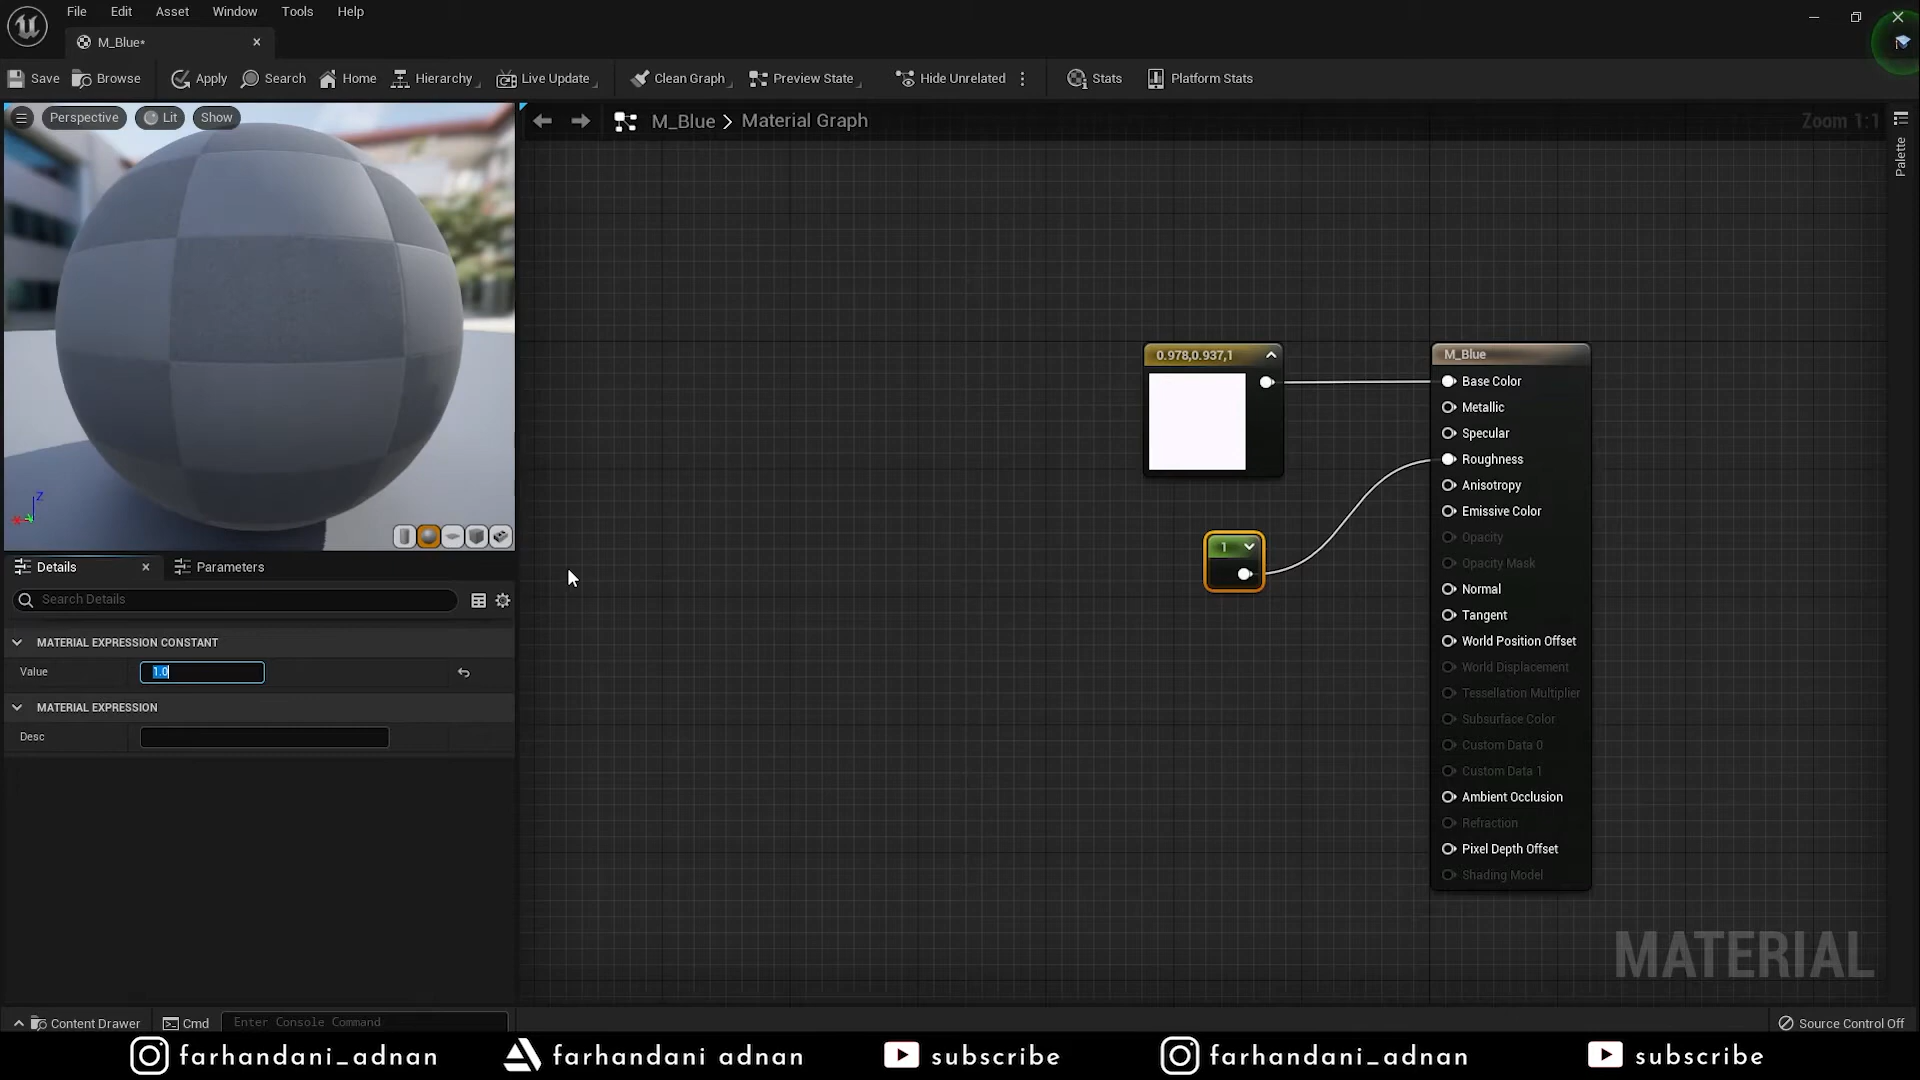 File Edit Asset Window Tools Help
M_Blue*
Save Browse Apply Search Home Hierarchy Live Update Clean Graph Preview State Hide Unrelated Stats Platform Stats
Perspective Lit Show
M_Blue > Material Graph
Zoom 1:1
Palette
0.978,0.937,1
M_Blue
Base Color
Metallic
Specular
Roughness
Anisotropy
Emissive Color
Opacity
Opacity Mask
Normal
Tangent
World Position Offset
World Displacement
Tessellation Multiplier
Subsurface Color
Custom Data 0
Custom Data 1
Ambient Occlusion
Refraction
Pixel Depth Offset
Shading Model
1
Z
X
Details Parameters
Search Details
MATERIAL EXPRESSION CONSTANT
Value 1.0
MATERIAL EXPRESSION
Desc
MATERIAL
Content Drawer Cmd Enter Console Command Source Control Off
farhandani_adnan farhandani adnan subscribe farhandani_adnan subscribe